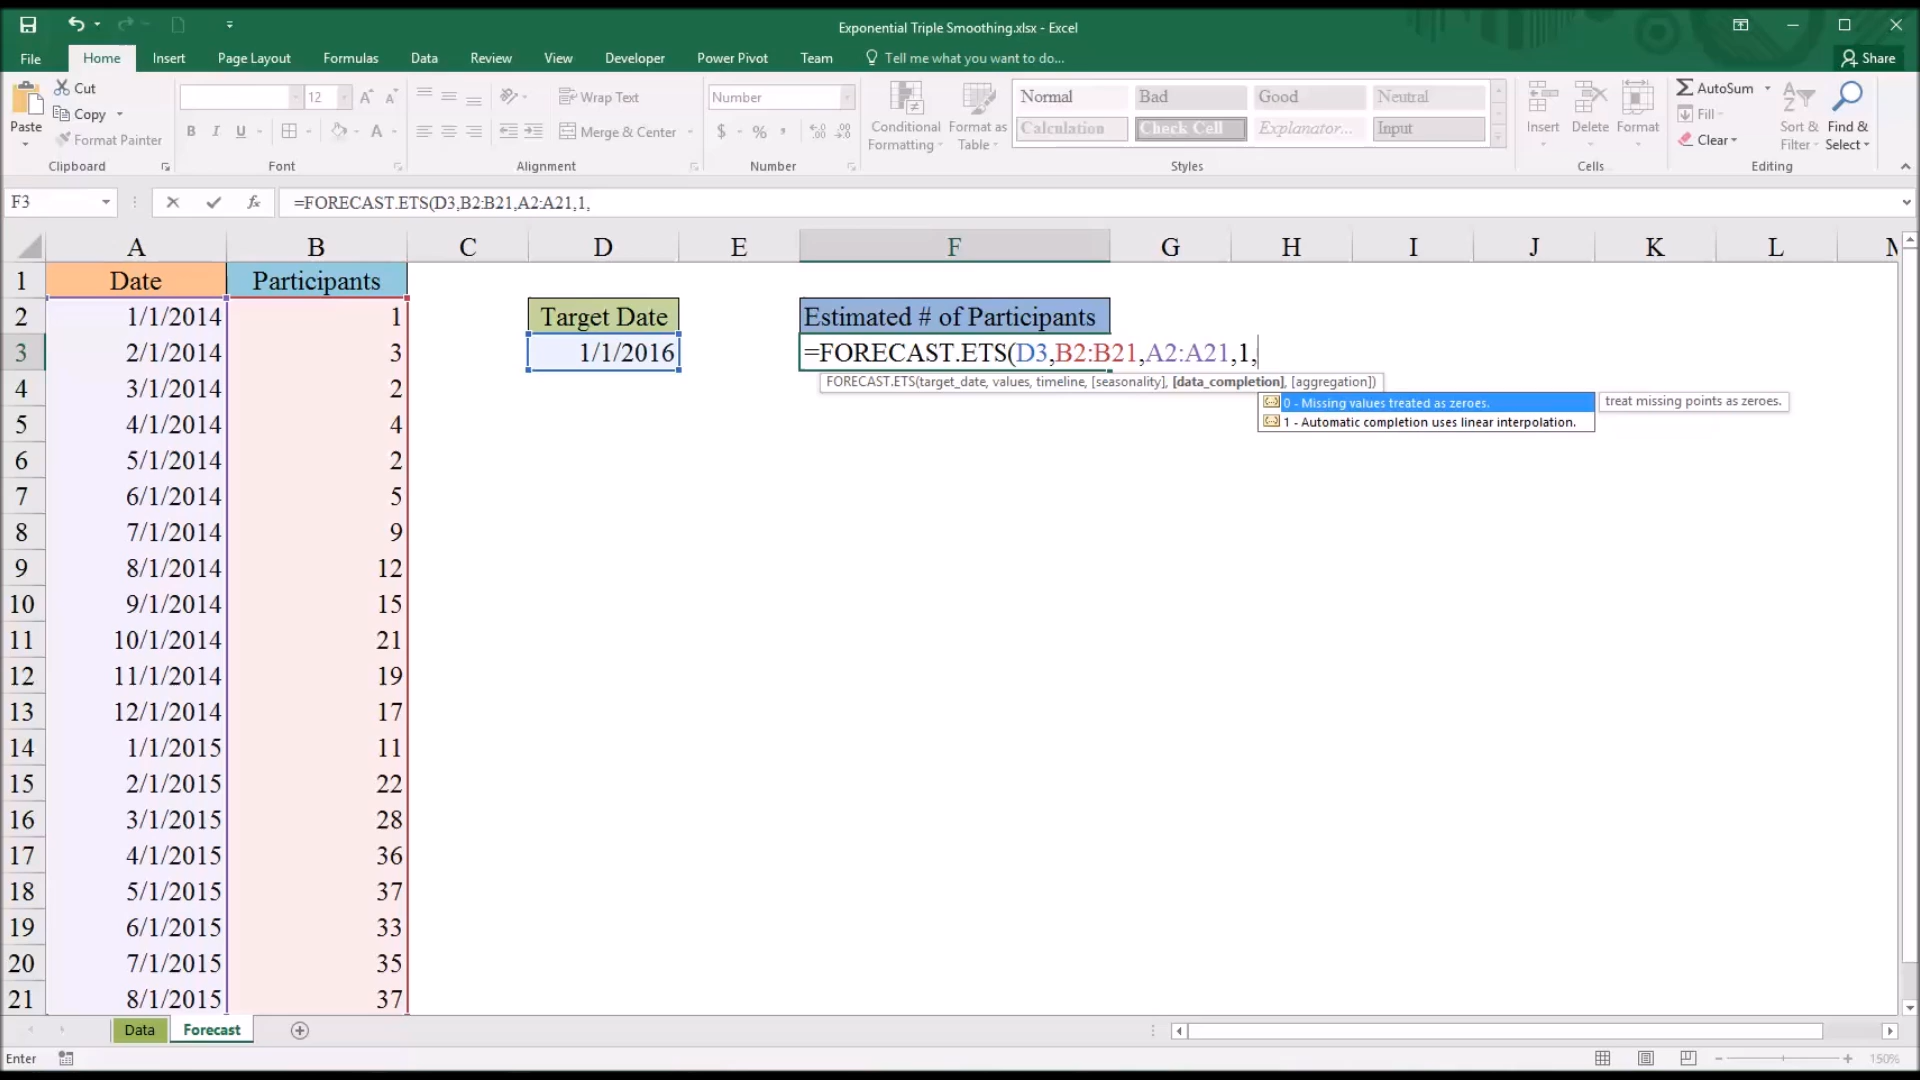 Exponential Triple Smoothing.xlsx - Excel
File Home Insert Page Layout Formulas Data Review View Developer Power Pivot Team Tell me what you want to do... Share
Paste Cut Copy Format Painter Clipboard
12 A A B I U A Font
Wrap Text Merge & Center Alignment
Number $ % , Number
Conditional Formatting Format as Table
Normal Bad Good Neutral
Calculation Check Cell Explanator... Input
Styles
Insert Delete Format Cells
AutoSum Fill Clear Sort & Filter Find & Select Editing
F3 fx =FORECAST.ETS(D3,B2:B21,A2:A21,1,
A B C D E F G H I J K L
1 Date Participants
2 1/1/2014 1 Target Date Estimated # of Participants
3 2/1/2014 3 1/1/2016 =FORECAST.ETS(D3,B2:B21,A2:A21,1,
FORECAST.ETS(target_date, values, timeline, [seasonality], [data_completion], [aggregation])
4 3/1/2014 2
0 - Missing values treated as zeroes. treat missing points as zeroes.
1 - Automatic completion uses linear interpolation.
5 4/1/2014 4
6 5/1/2014 2
7 6/1/2014 5
8 7/1/2014 9
9 8/1/2014 12
10 9/1/2014 15
11 10/1/2014 21
12 11/1/2014 19
13 12/1/2014 17
14 1/1/2015 11
15 2/1/2015 22
16 3/1/2015 28
17 4/1/2015 36
18 5/1/2015 37
19 6/1/2015 33
20 7/1/2015 35
21 8/1/2015 37
Data Forecast
Enter 150%